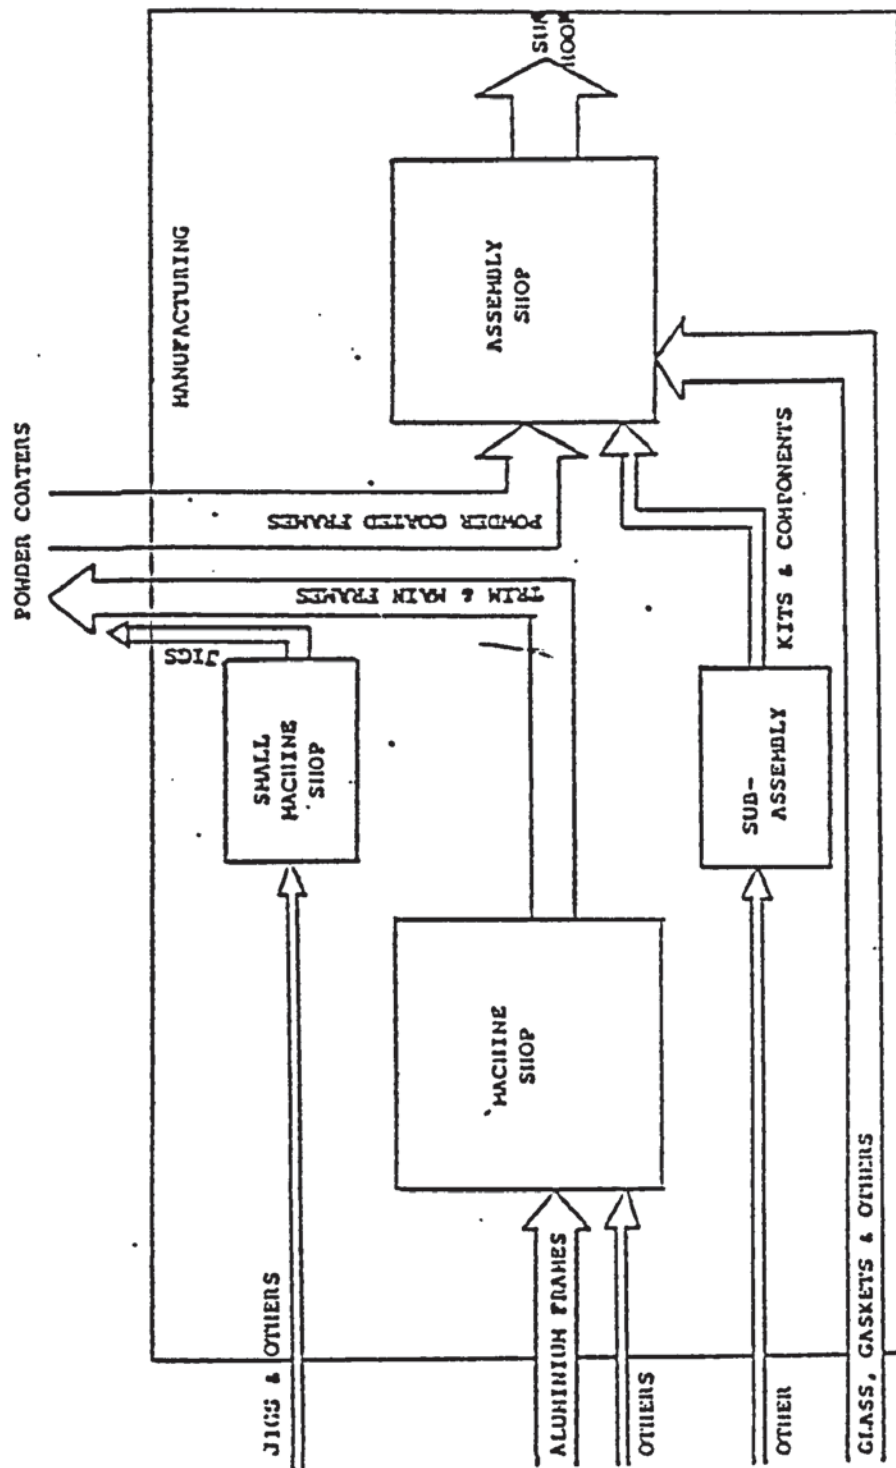 POWDER COATERS
MANUFACTURING
JIGS & OTHERS
SMALL
MACHINE
SHOP
JIGS
TRIM & MAIN FRAMES
POWDER COATED FRAMES
ALUMINIUM FRAMES
OTHERS
MACHINE
SHOP
ASSEMBLY
SHOP
OTHER
SUB-
ASSEMBLY
KITS & COMPONENTS
GLASS, GASKETS & OTHERS